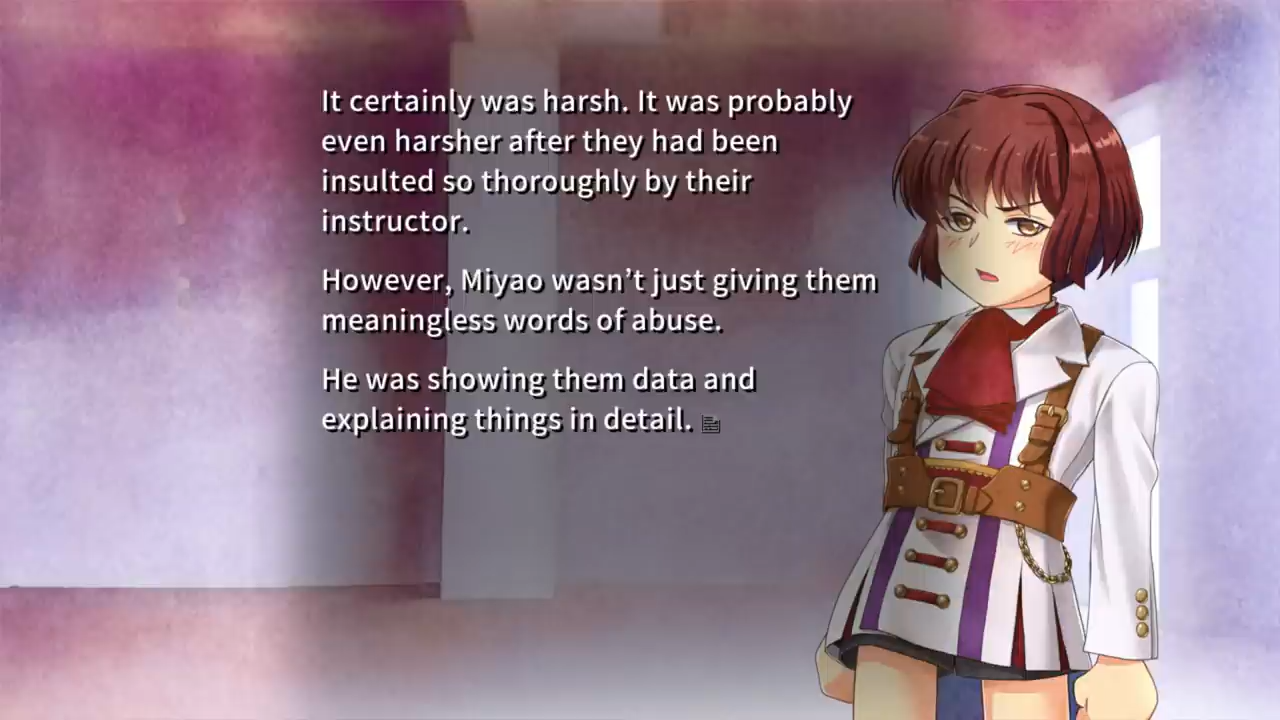 It certainly was harsh. It was probably
even harsher after they had been
insulted so thoroughly by their
instructor.
However, Miyao wasn’t just giving them
meaningless words of abuse.
He was showing them data and
explaining things in detail.